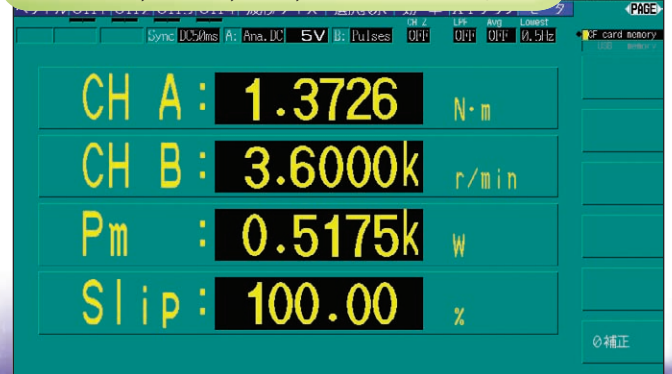 ◀PAGE▶
CH Z LPF Avg Lowest
Sync DC50ms A: Ana.DC 5V B: Pulses OFF OFF OFF 0.5Hz
CF card memory
USB memory
CH A: 1.3726 N・m
CH B: 3.6000k r/min
Pm : 0.5175k W
Slip: 100.00 %
0補正